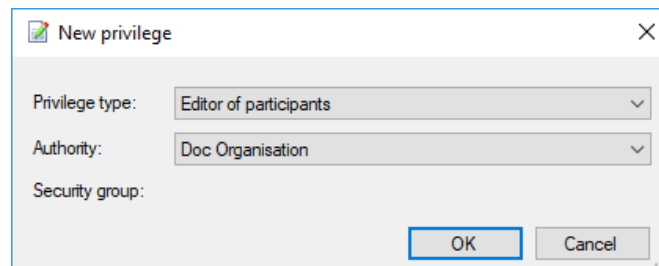 New privilege
Privilege type: Editor of participants
Authority: Doc Organisation
Security group:
OK Cancel